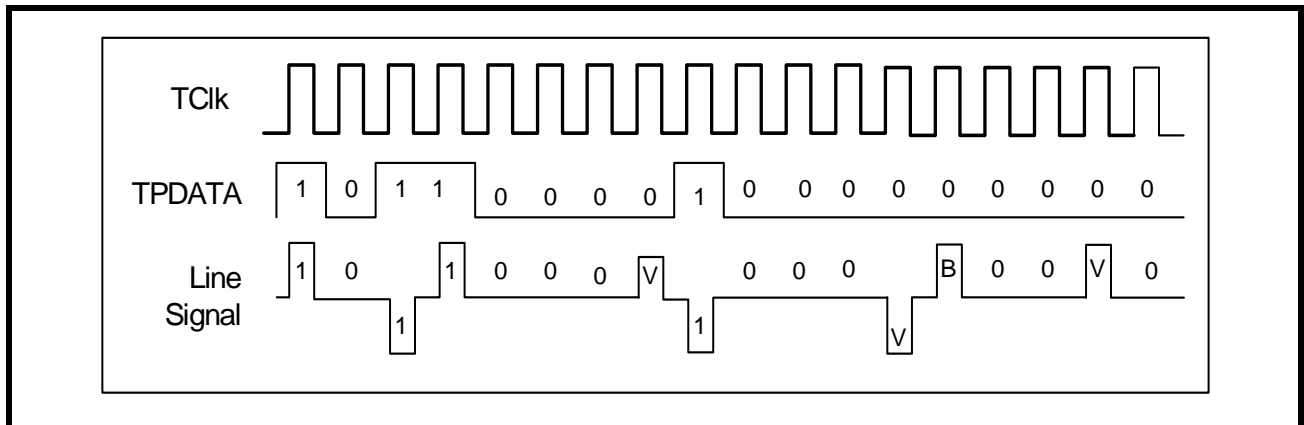 TClk
TPDATA 1 0 1 1 0 0 0 0 1 0 0 0 0 0 0 0 0 0
Line Signal 1 0 1 1 0 0 0 V 1 0 0 0 V B 0 0 V 0